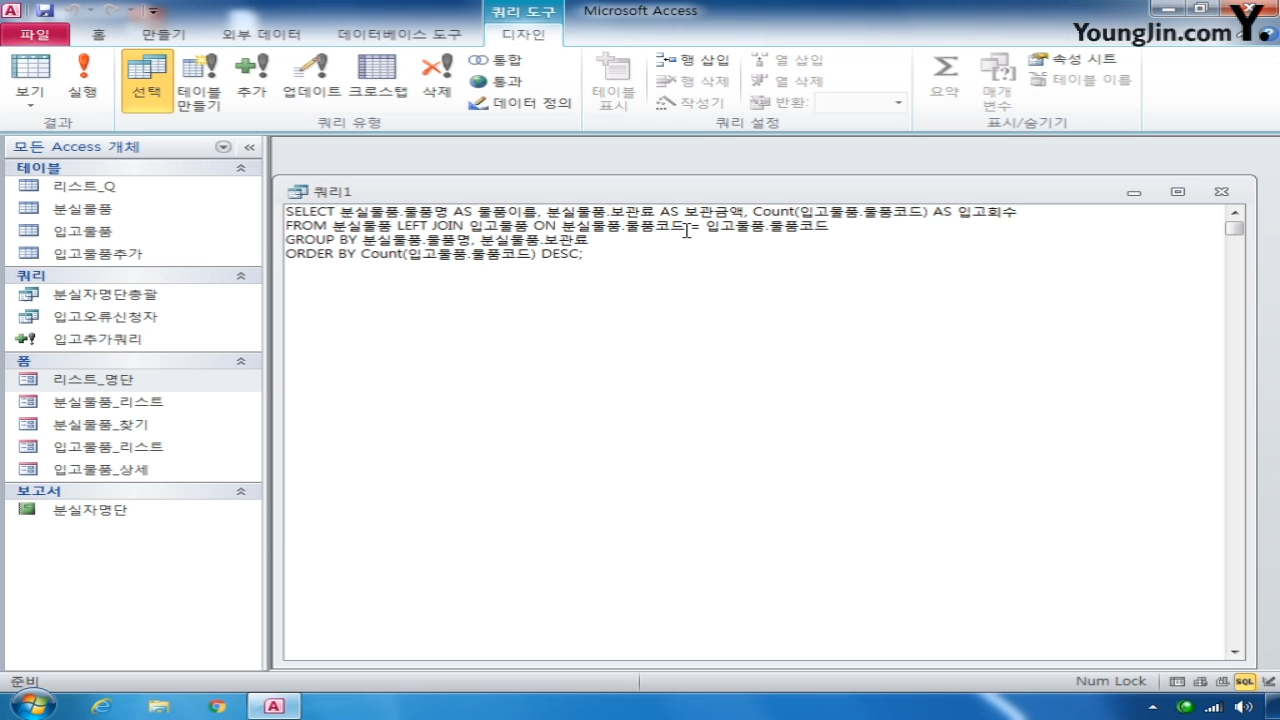 쿼리 도구
Microsoft Access
YoungJin.com Y.
파일
홈
만들기
외부 데이터
데이터베이스 도구
디자인
보기
실행
선택
테이블
만들기
추가
업데이트
크로스탭
삭제
통합
통과
데이터 정의
테이블
표시
행 삽입
행 삭제
작성기
열 삽입
열 삭제
반환:
요약
매개
변수
속성 시트
테이블 이름
결과
쿼리 유형
쿼리 설정
표시/숨기기
모든 Access 개체
테이블
리스트_Q
분실물품
입고물품
입고물품추가
쿼리
분실자명단총괄
입고오류신청자
입고추가쿼리
폼
리스트_명단
분실물품_리스트
분실물품_찾기
입고물품_리스트
입고물품_상세
보고서
분실자명단
쿼리1
SELECT 분실물품.물품명 AS 물품이름, 분실물품.보관료 AS 보관금액, Count(입고물품.물품코드) AS 입고회수
FROM 분실물품 LEFT JOIN 입고물품 ON 분실물품.물품코드 = 입고물품.물품코드
GROUP BY 분실물품.물품명, 분실물품.보관료
ORDER BY Count(입고물품.물품코드) DESC;
준비
Num Lock
SQL